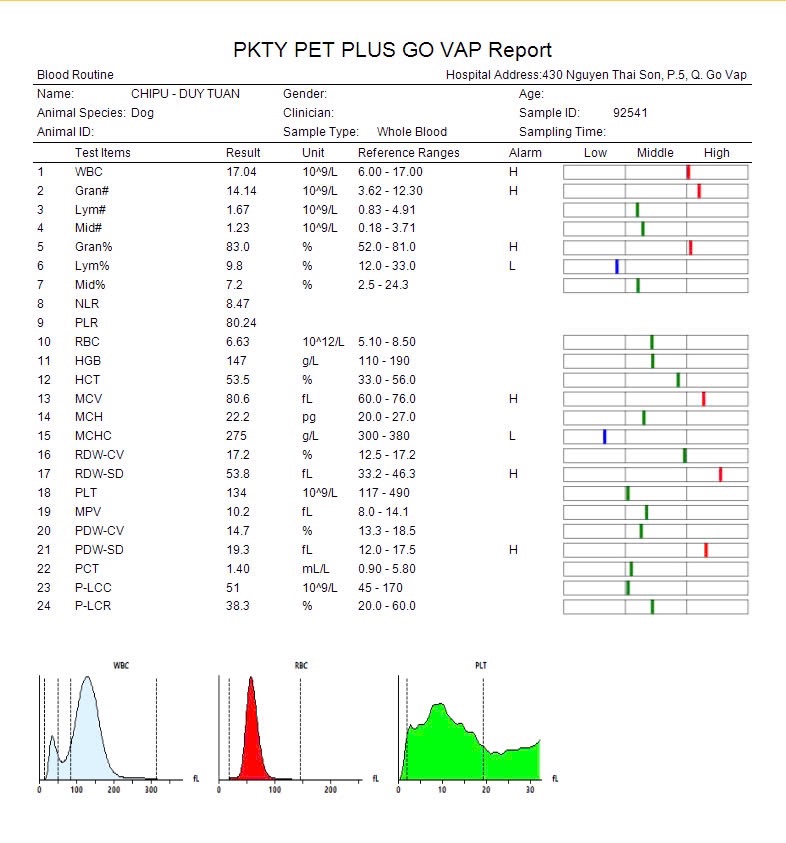 PKTY PET PLUS GO VAP Report
Blood Routine Hospital Address:430 Nguyen Thai Son, P.5, Q. Go Vap
Name: CHIPU - DUY TUAN Gender: Age:
Animal Species: Dog Clinician: Sample ID: 92541
Animal ID: Sample Type: Whole Blood Sampling Time:
Test Items Result Unit Reference Ranges Alarm Low Middle High
1 WBC 17.04 10^9/L 6.00 - 17.00 H
2 Gran# 14.14 10^9/L 3.62 - 12.30 H
3 Lym# 1.67 10^9/L 0.83 - 4.91
4 Mid# 1.23 10^9/L 0.18 - 3.71
5 Gran% 83.0 % 52.0 - 81.0 H
6 Lym% 9.8 % 12.0 - 33.0 L
7 Mid% 7.2 % 2.5 - 24.3
8 NLR 8.47
9 PLR 80.24
10 RBC 6.63 10^12/L 5.10 - 8.50
11 HGB 147 g/L 110 - 190
12 HCT 53.5 % 33.0 - 56.0
13 MCV 80.6 fL 60.0 - 76.0 H
14 MCH 22.2 pg 20.0 - 27.0
15 MCHC 275 g/L 300 - 380 L
16 RDW-CV 17.2 % 12.5 - 17.2
17 RDW-SD 53.8 fL 33.2 - 46.3 H
18 PLT 134 10^9/L 117 - 490
19 MPV 10.2 fL 8.0 - 14.1
20 PDW-CV 14.7 % 13.3 - 18.5
21 PDW-SD 19.3 fL 12.0 - 17.5 H
22 PCT 1.40 mL/L 0.90 - 5.80
23 P-LCC 51 10^9/L 45 - 170
24 P-LCR 38.3 % 20.0 - 60.0
WBC RBC PLT
fL fL fL
0 100 200 300 0 100 200 0 10 20 30